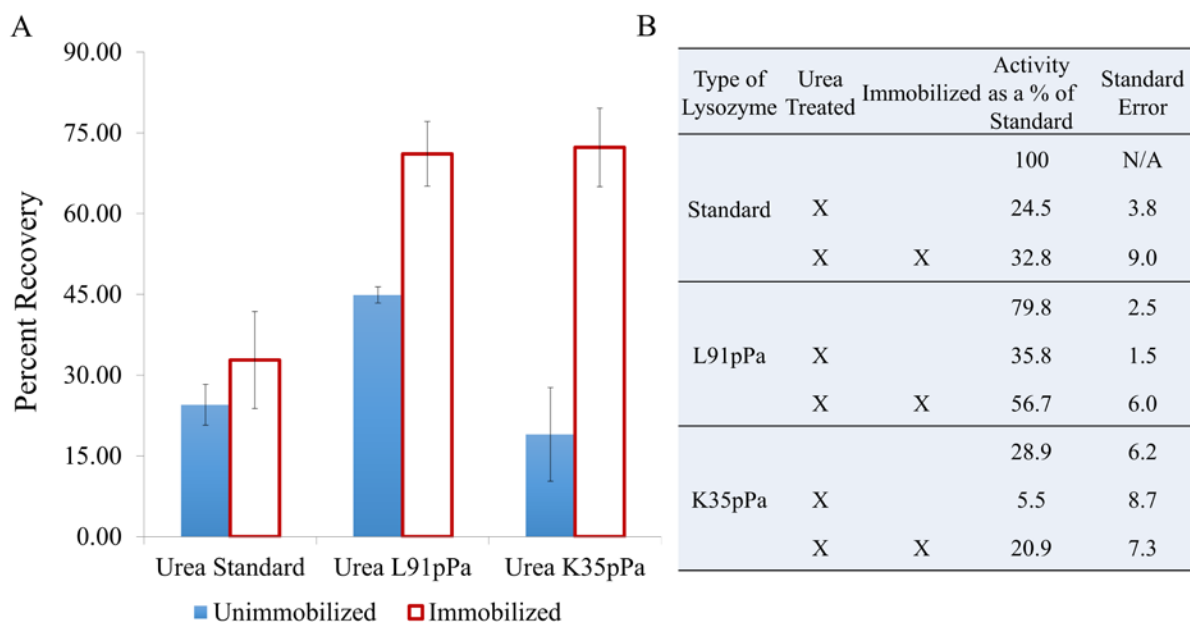 A
90.00
75.00
60.00
45.00
30.00
15.00
0.00
Percent Recovery
Urea Standard Urea L91pPa Urea K35pPa
Unimmobilized Immobilized
B
Type of Lysozyme Urea Treated Immobilized Activity as a % of Standard Standard Error
100 N/A
Standard X 24.5 3.8
X X 32.8 9.0
79.8 2.5
L91pPa X 35.8 1.5
X X 56.7 6.0
28.9 6.2
K35pPa X 5.5 8.7
X X 20.9 7.3